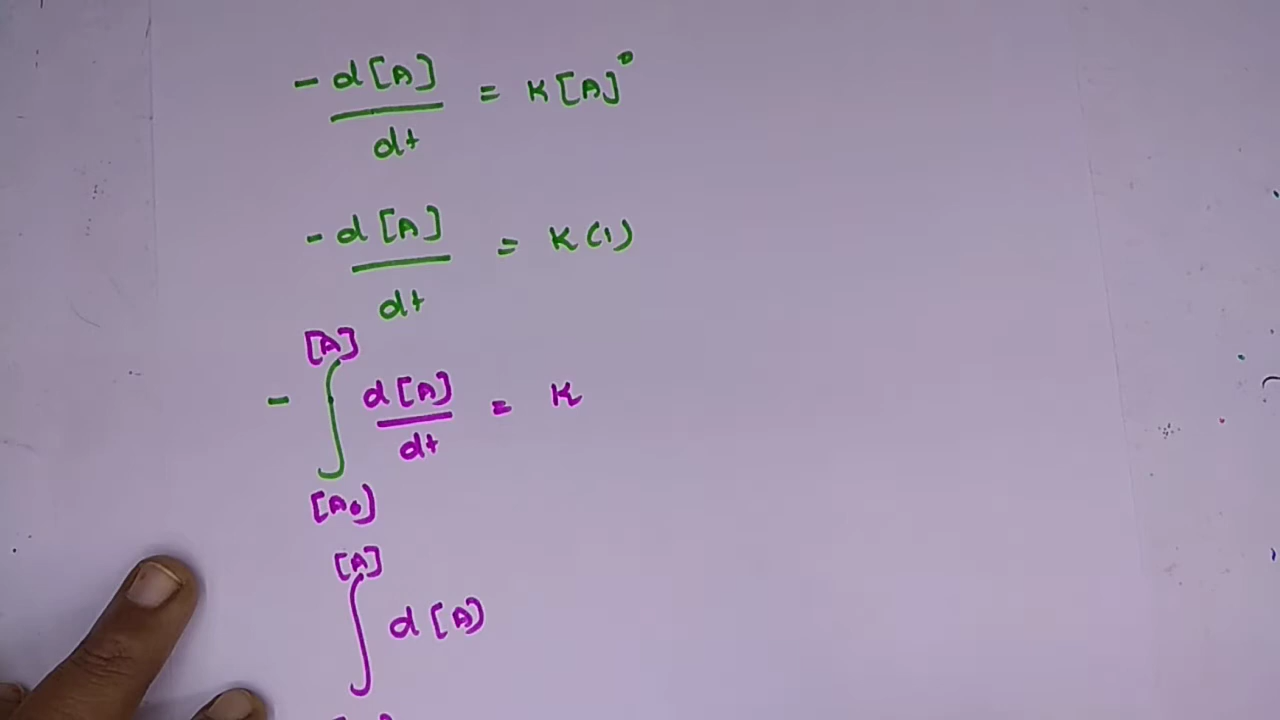 - d[A] / dt = K[A]⁰
- d[A] / dt = K(1)
- ∫ [A] [A₀] d[A] / dt = K
∫ [A] d[A]